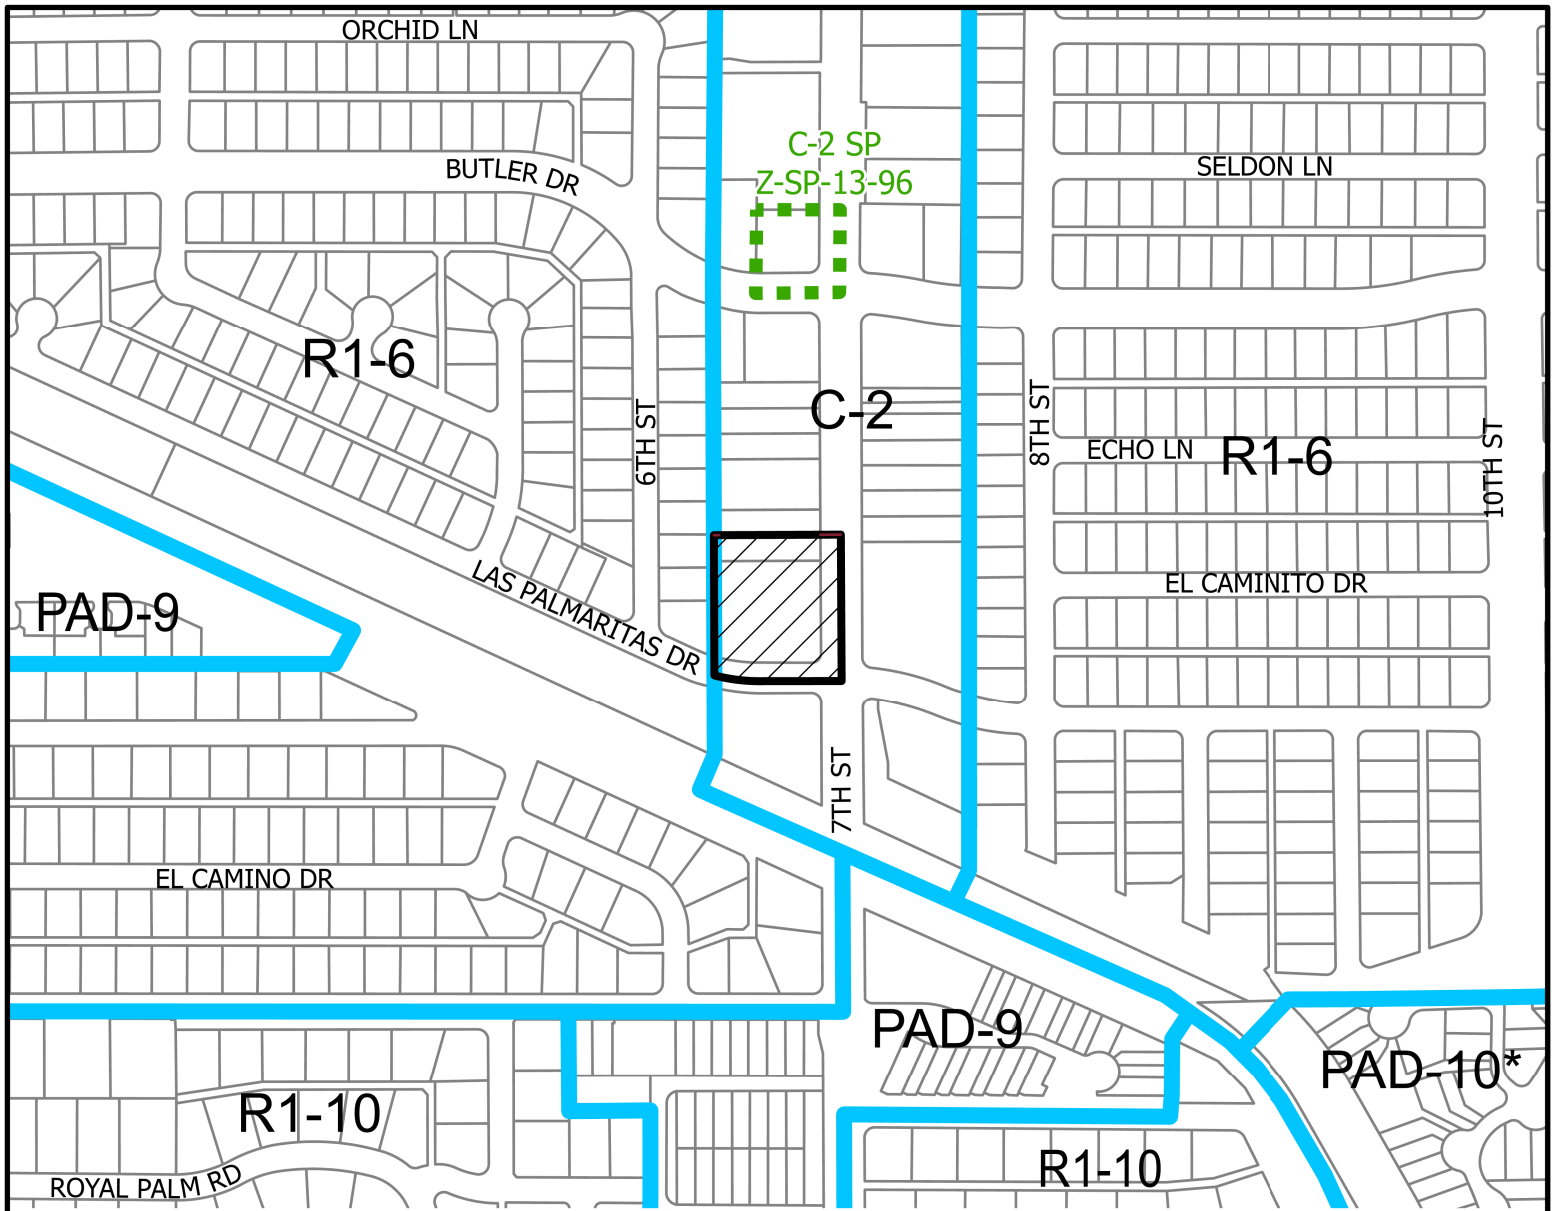 ORCHID LN
C-2 SP
Z-SP-13-96
BUTLER DR
SELDON LN
R1-6
C-2
6TH ST
8TH ST
ECHO LN
R1-6
10TH ST
LAS PALMARITAS DR
EL CAMINITO DR
PAD-9
7TH ST
EL CAMINO DR
PAD-9
PAD-10*
R1-10
R1-10
ROYAL PALM RD